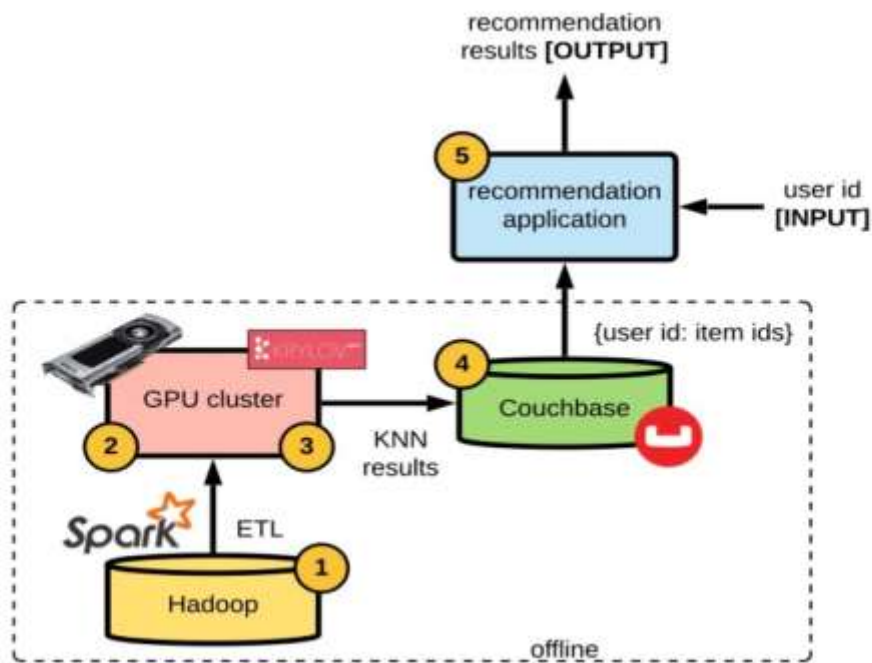 recommendation
results [OUTPUT]
5
recommendation
application
user id
[INPUT]
{user id: item ids}
KRYLOV
4
GPU cluster
Couchbase
2
3
KNN
results
Spark
ETL
1
Hadoop
offline